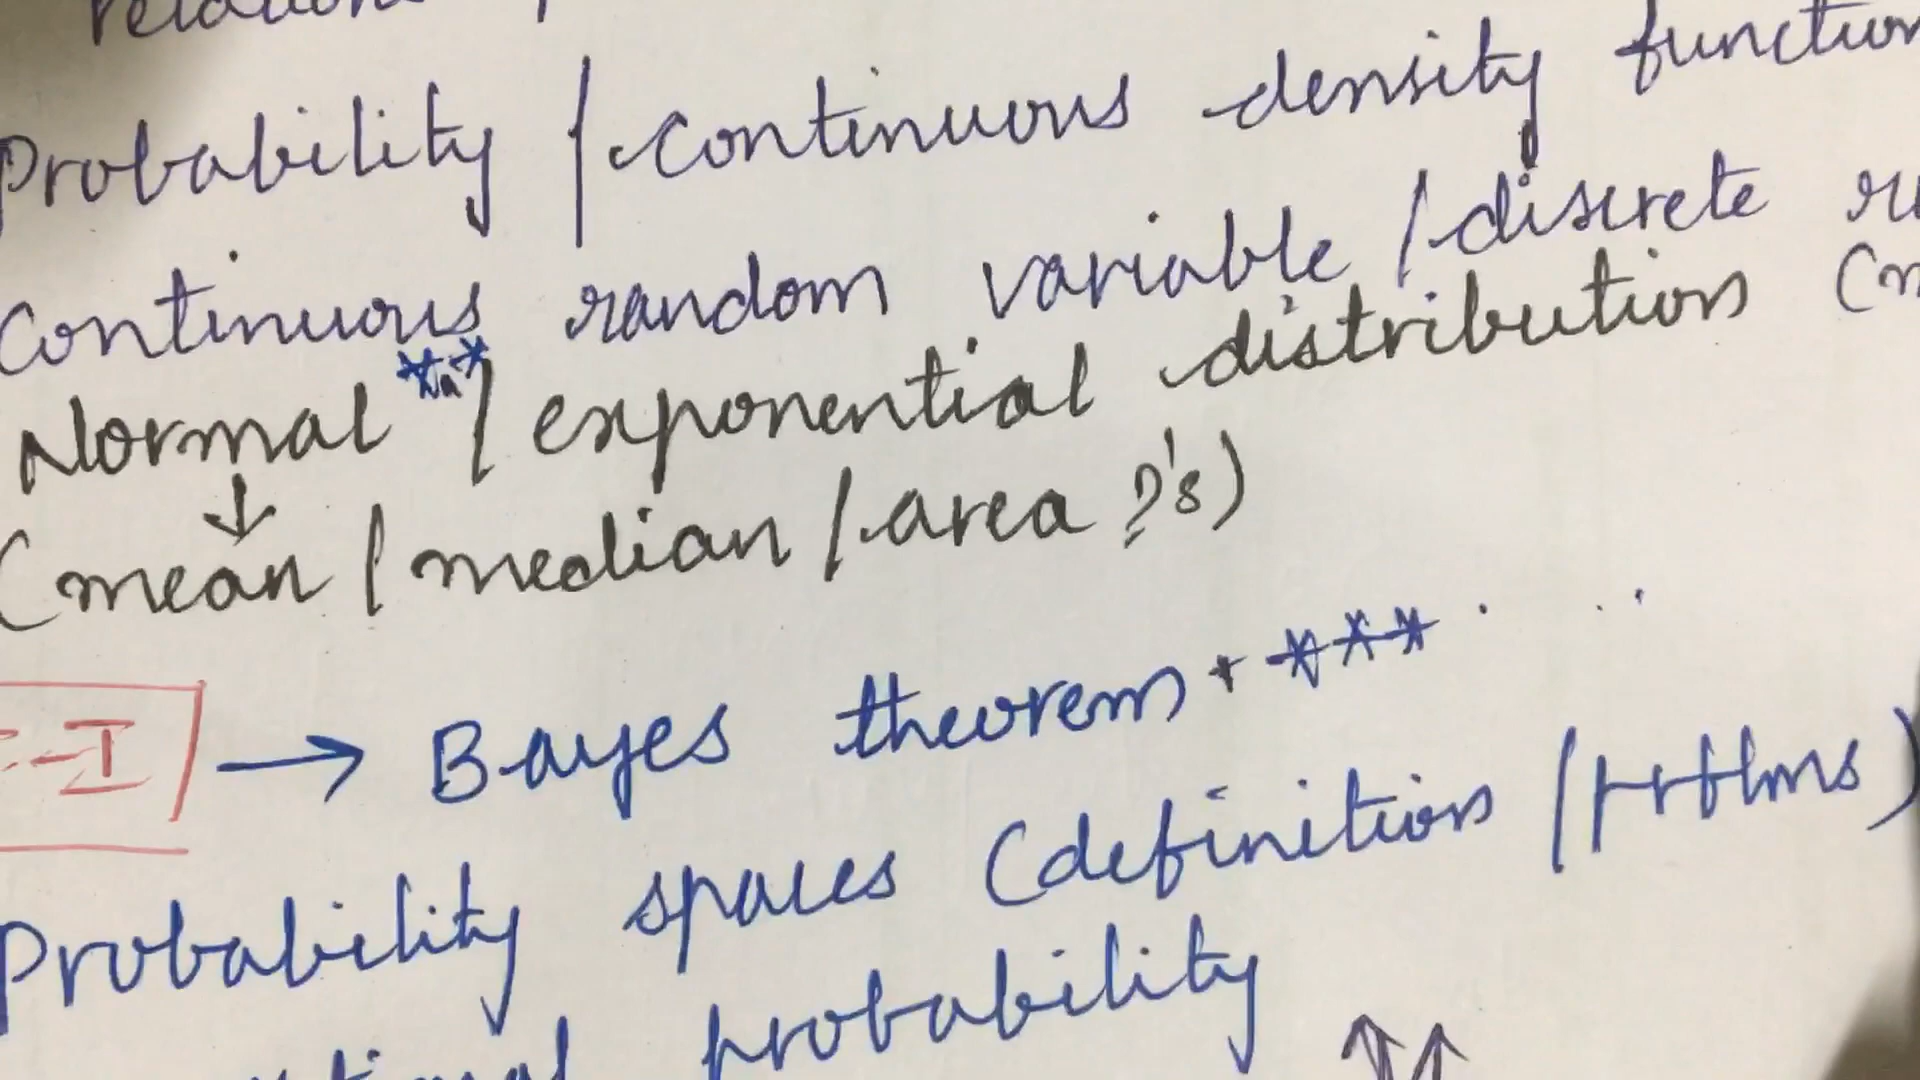 Probability / continuous density function
Continuous random variable / discrete
Normal ** / exponential distribution
(mean / median / area ?'s)
-I → Bayes theorem ***
Probability spaces (definition / prblms)
probability